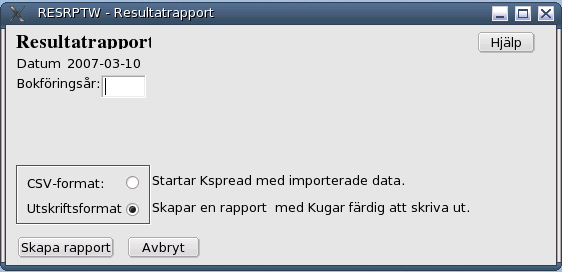 RESRPTW - Resultatrapport
Resultatrapport
Hjälp
Datum 2007-03-10
Bokföringsår:
CSV-format: Startar Kspread med importerade data.
Utskriftsformat Skapar en rapport med Kugar färdig att skriva ut.
Skapa rapport Avbryt